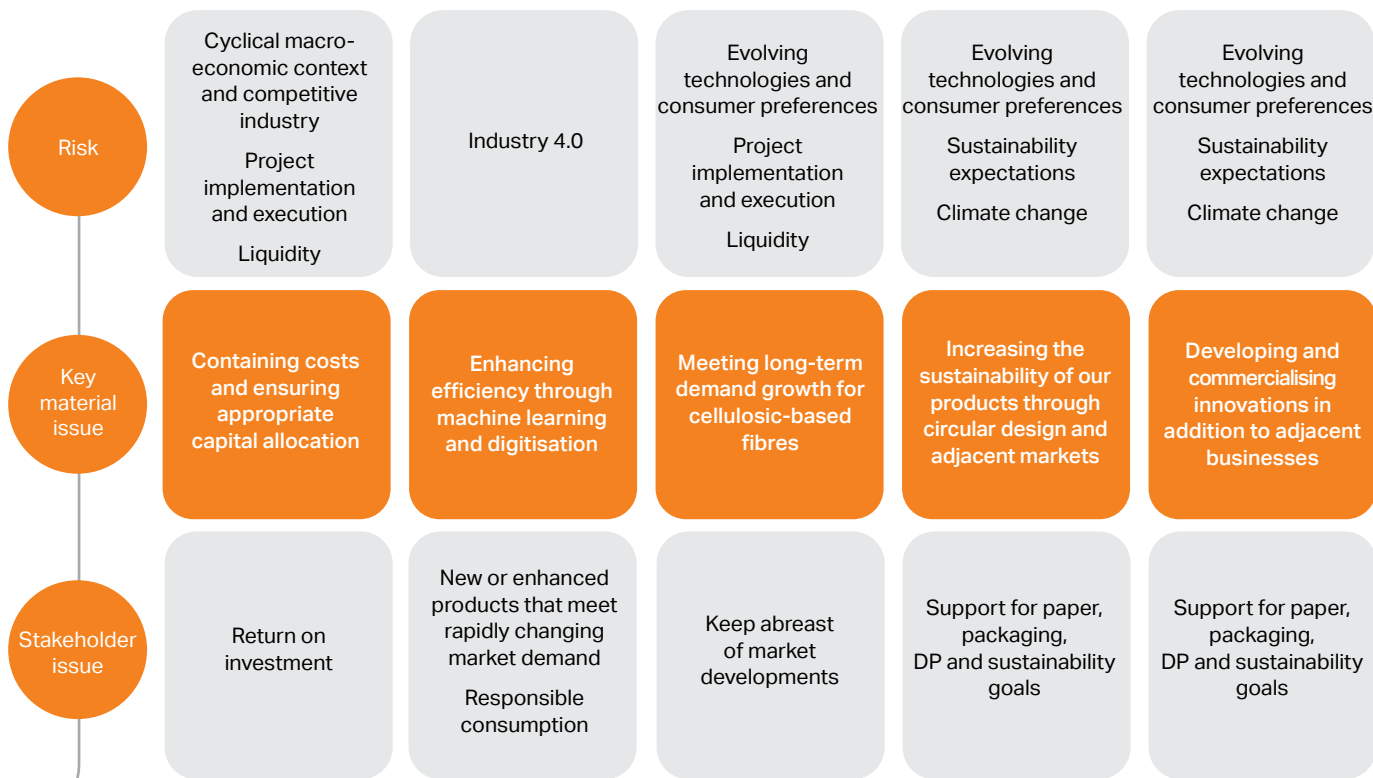 Risk
Cyclical macro-
economic context
and competitive
industry
Project
implementation
and execution
Liquidity
Industry 4.0
Evolving
technologies and
consumer preferences
Project
implementation
and execution
Liquidity
Evolving
technologies and
consumer preferences
Sustainability
expectations
Climate change
Evolving
technologies and
consumer preferences
Sustainability
expectations
Climate change
Key
material
issue
Containing costs
and ensuring
appropriate
capital allocation
Enhancing
efficiency through
machine learning
and digitisation
Meeting long-term
demand growth for
cellulosic-based
fibres
Increasing the
sustainability of our
products through
circular design and
adjacent markets
Developing and
commercialising
innovations in
addition to adjacent
businesses
Stakeholder
issue
Return on
investment
New or enhanced
products that meet
rapidly changing
market demand
Responsible
consumption
Keep abreast
of market
developments
Support for paper,
packaging,
DP and sustainability
goals
Support for paper,
packaging,
DP and sustainability
goals